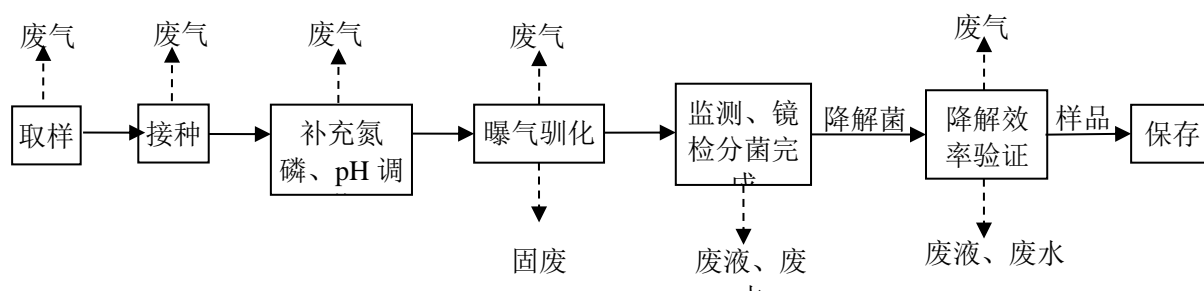 废气
废气
废气
废气
废气
取样
接种
补充氮
磷、pH 调
曝气驯化
监测、镜
检分菌完
成
降解菌
降解效
率验证
样品
保存
固废
废液、废
废液、废水